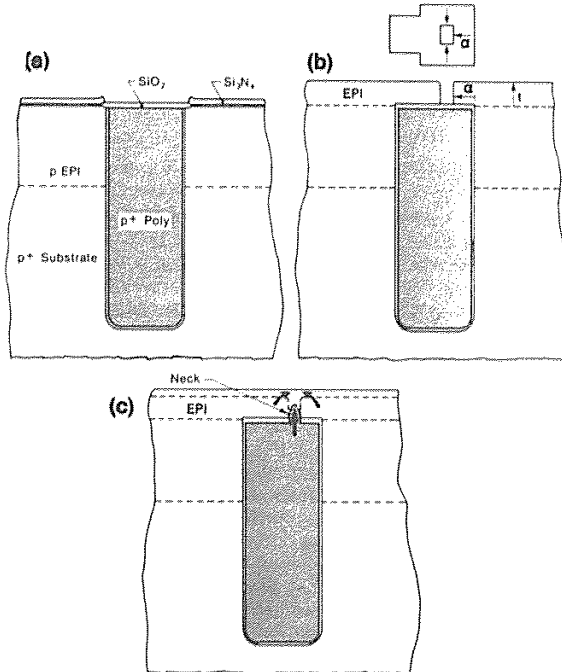 (a)
SiO₂
Si₃N₄
p EPI
p+ Poly
p+ Substrate
(b)
α
EPI
α
t
(c)
Neck
EPI